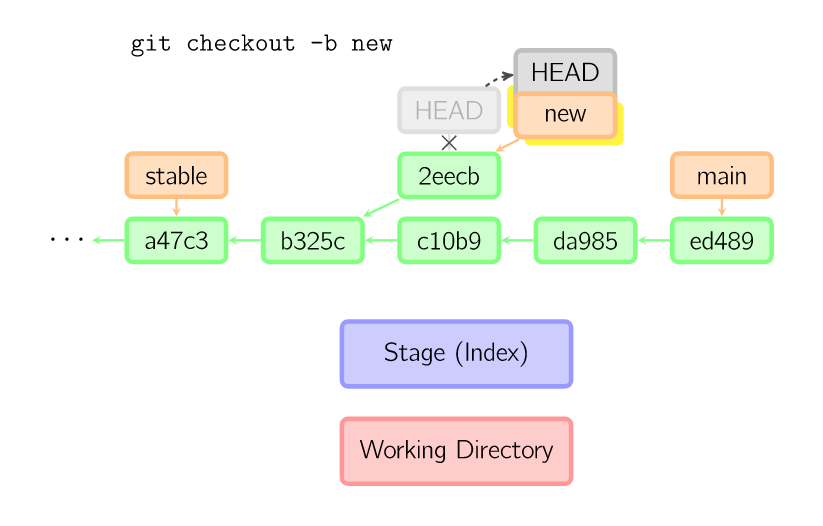 git checkout -b new
HEAD
HEAD
new
stable
2eecb
main
...
a47c3
b325c
c10b9
da985
ed489
Stage (Index)
Working Directory